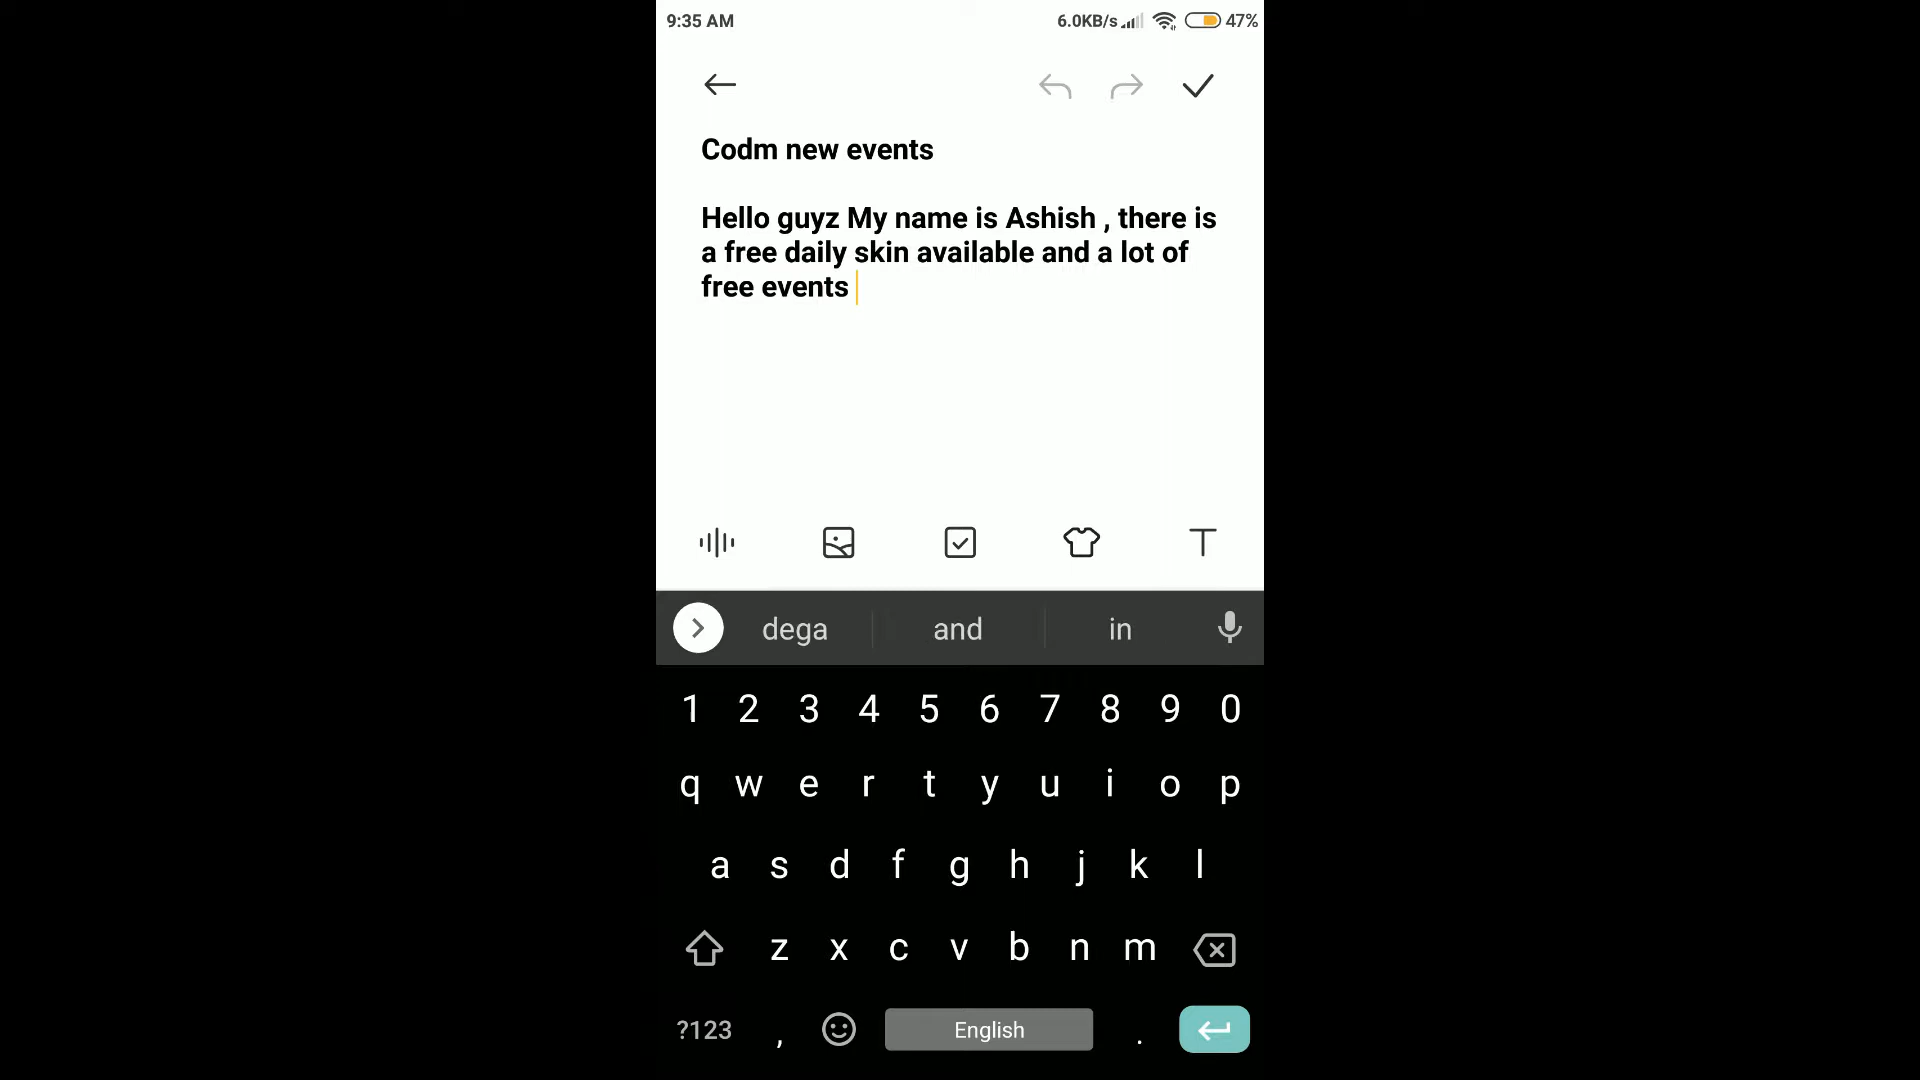 9:35 AM 6.0KB/s 47%
Codm new events
Hello guyz My name is Ashish , there is
a free daily skin available and a lot of
free events
T
dega and in
1 2 3 4 5 6 7 8 9 0
q w e r t y u i o p
a s d f g h j k l
z x c v b n m
?123 , English .